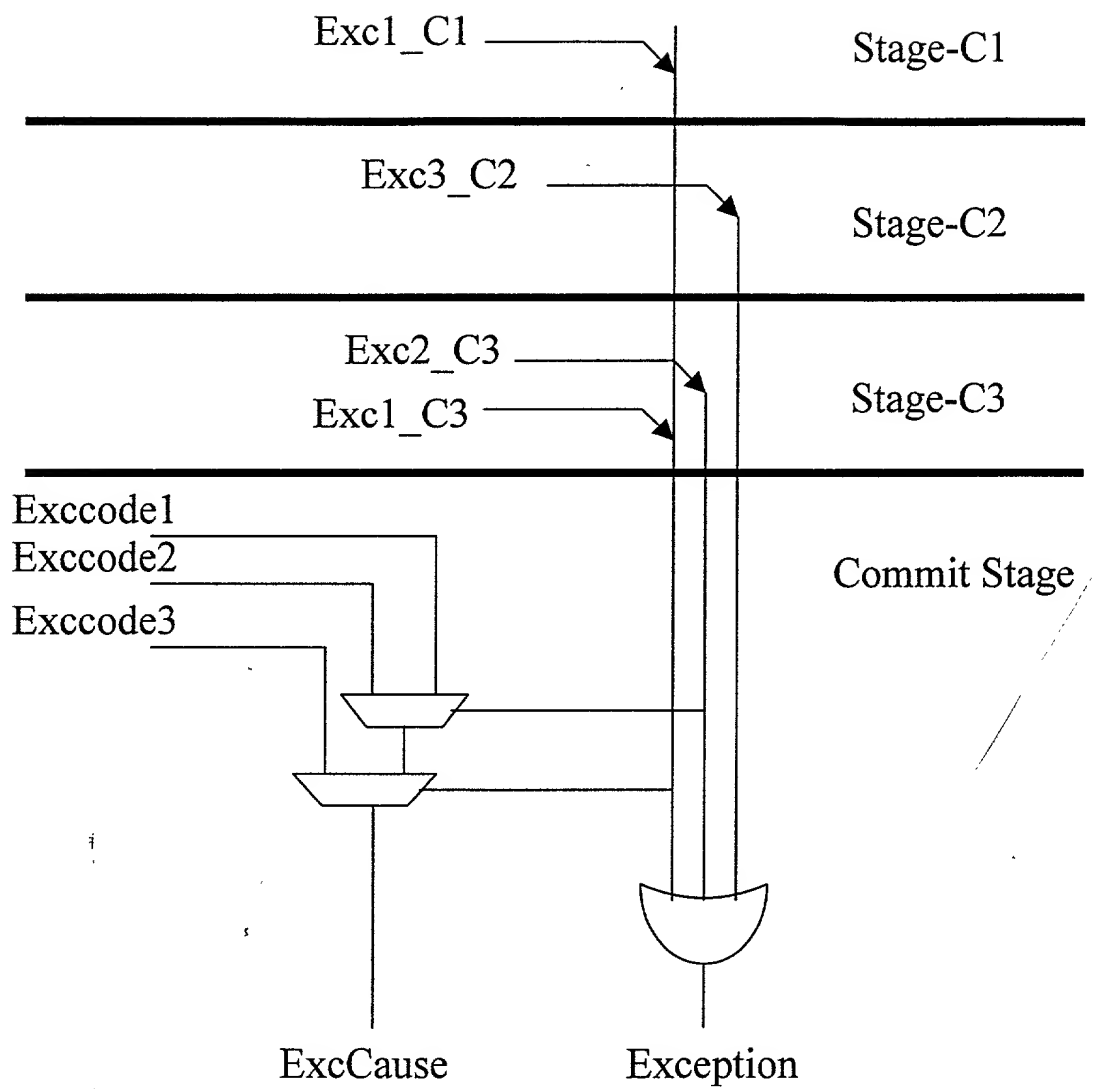 Exc1_C1
Stage-C1
Exc3_C2
Stage-C2
Exc2_C3
Exc1_C3
Stage-C3
Exccode1
Exccode2
Commit Stage
Exccode3
ExcCause
Exception